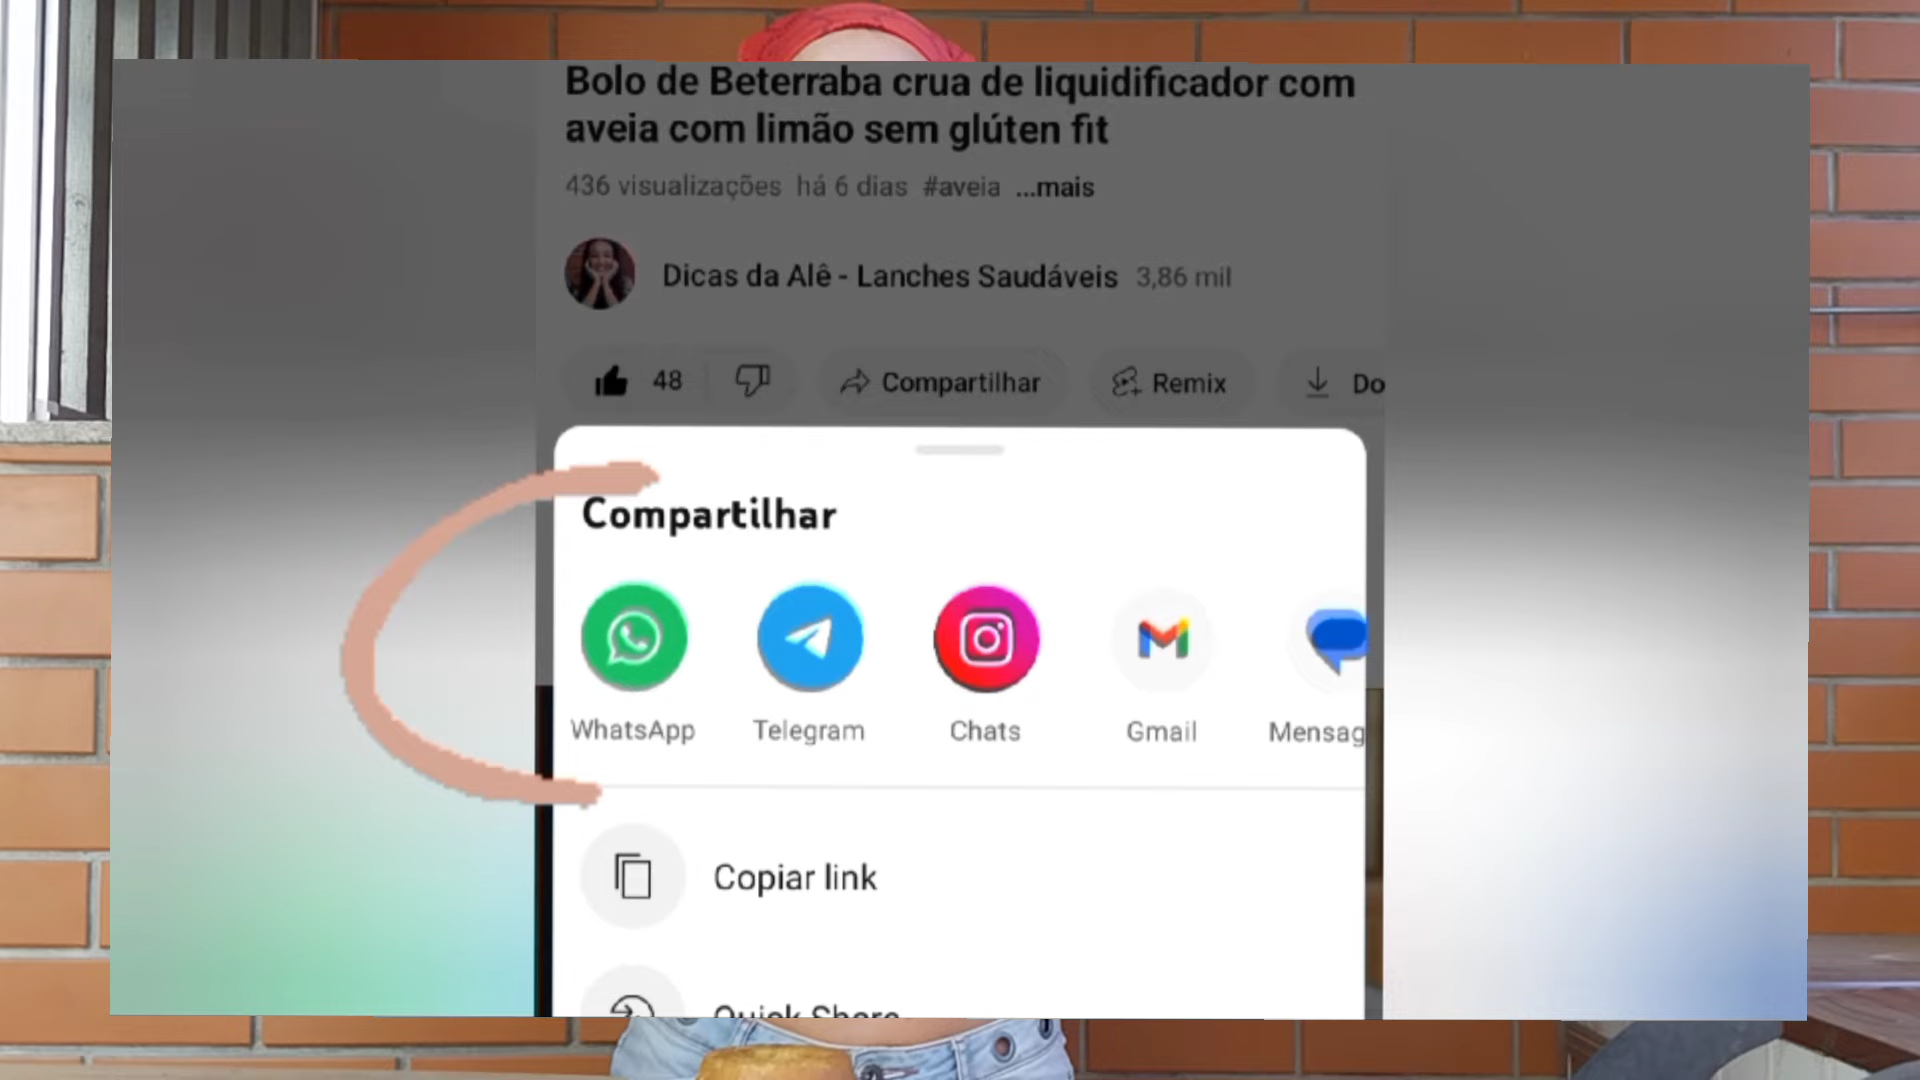 Bolo de Beterraba crua de liquidificador com
aveia com limão sem glúten fit
436 visualizações há 6 dias #aveia ...mais
Dicas da Alê - Lanches Saudáveis 3,86 mil
48 Compartilhar Remix Do
Compartilhar
WhatsApp Telegram Chats Gmail Mensag
Copiar link
Quick Share